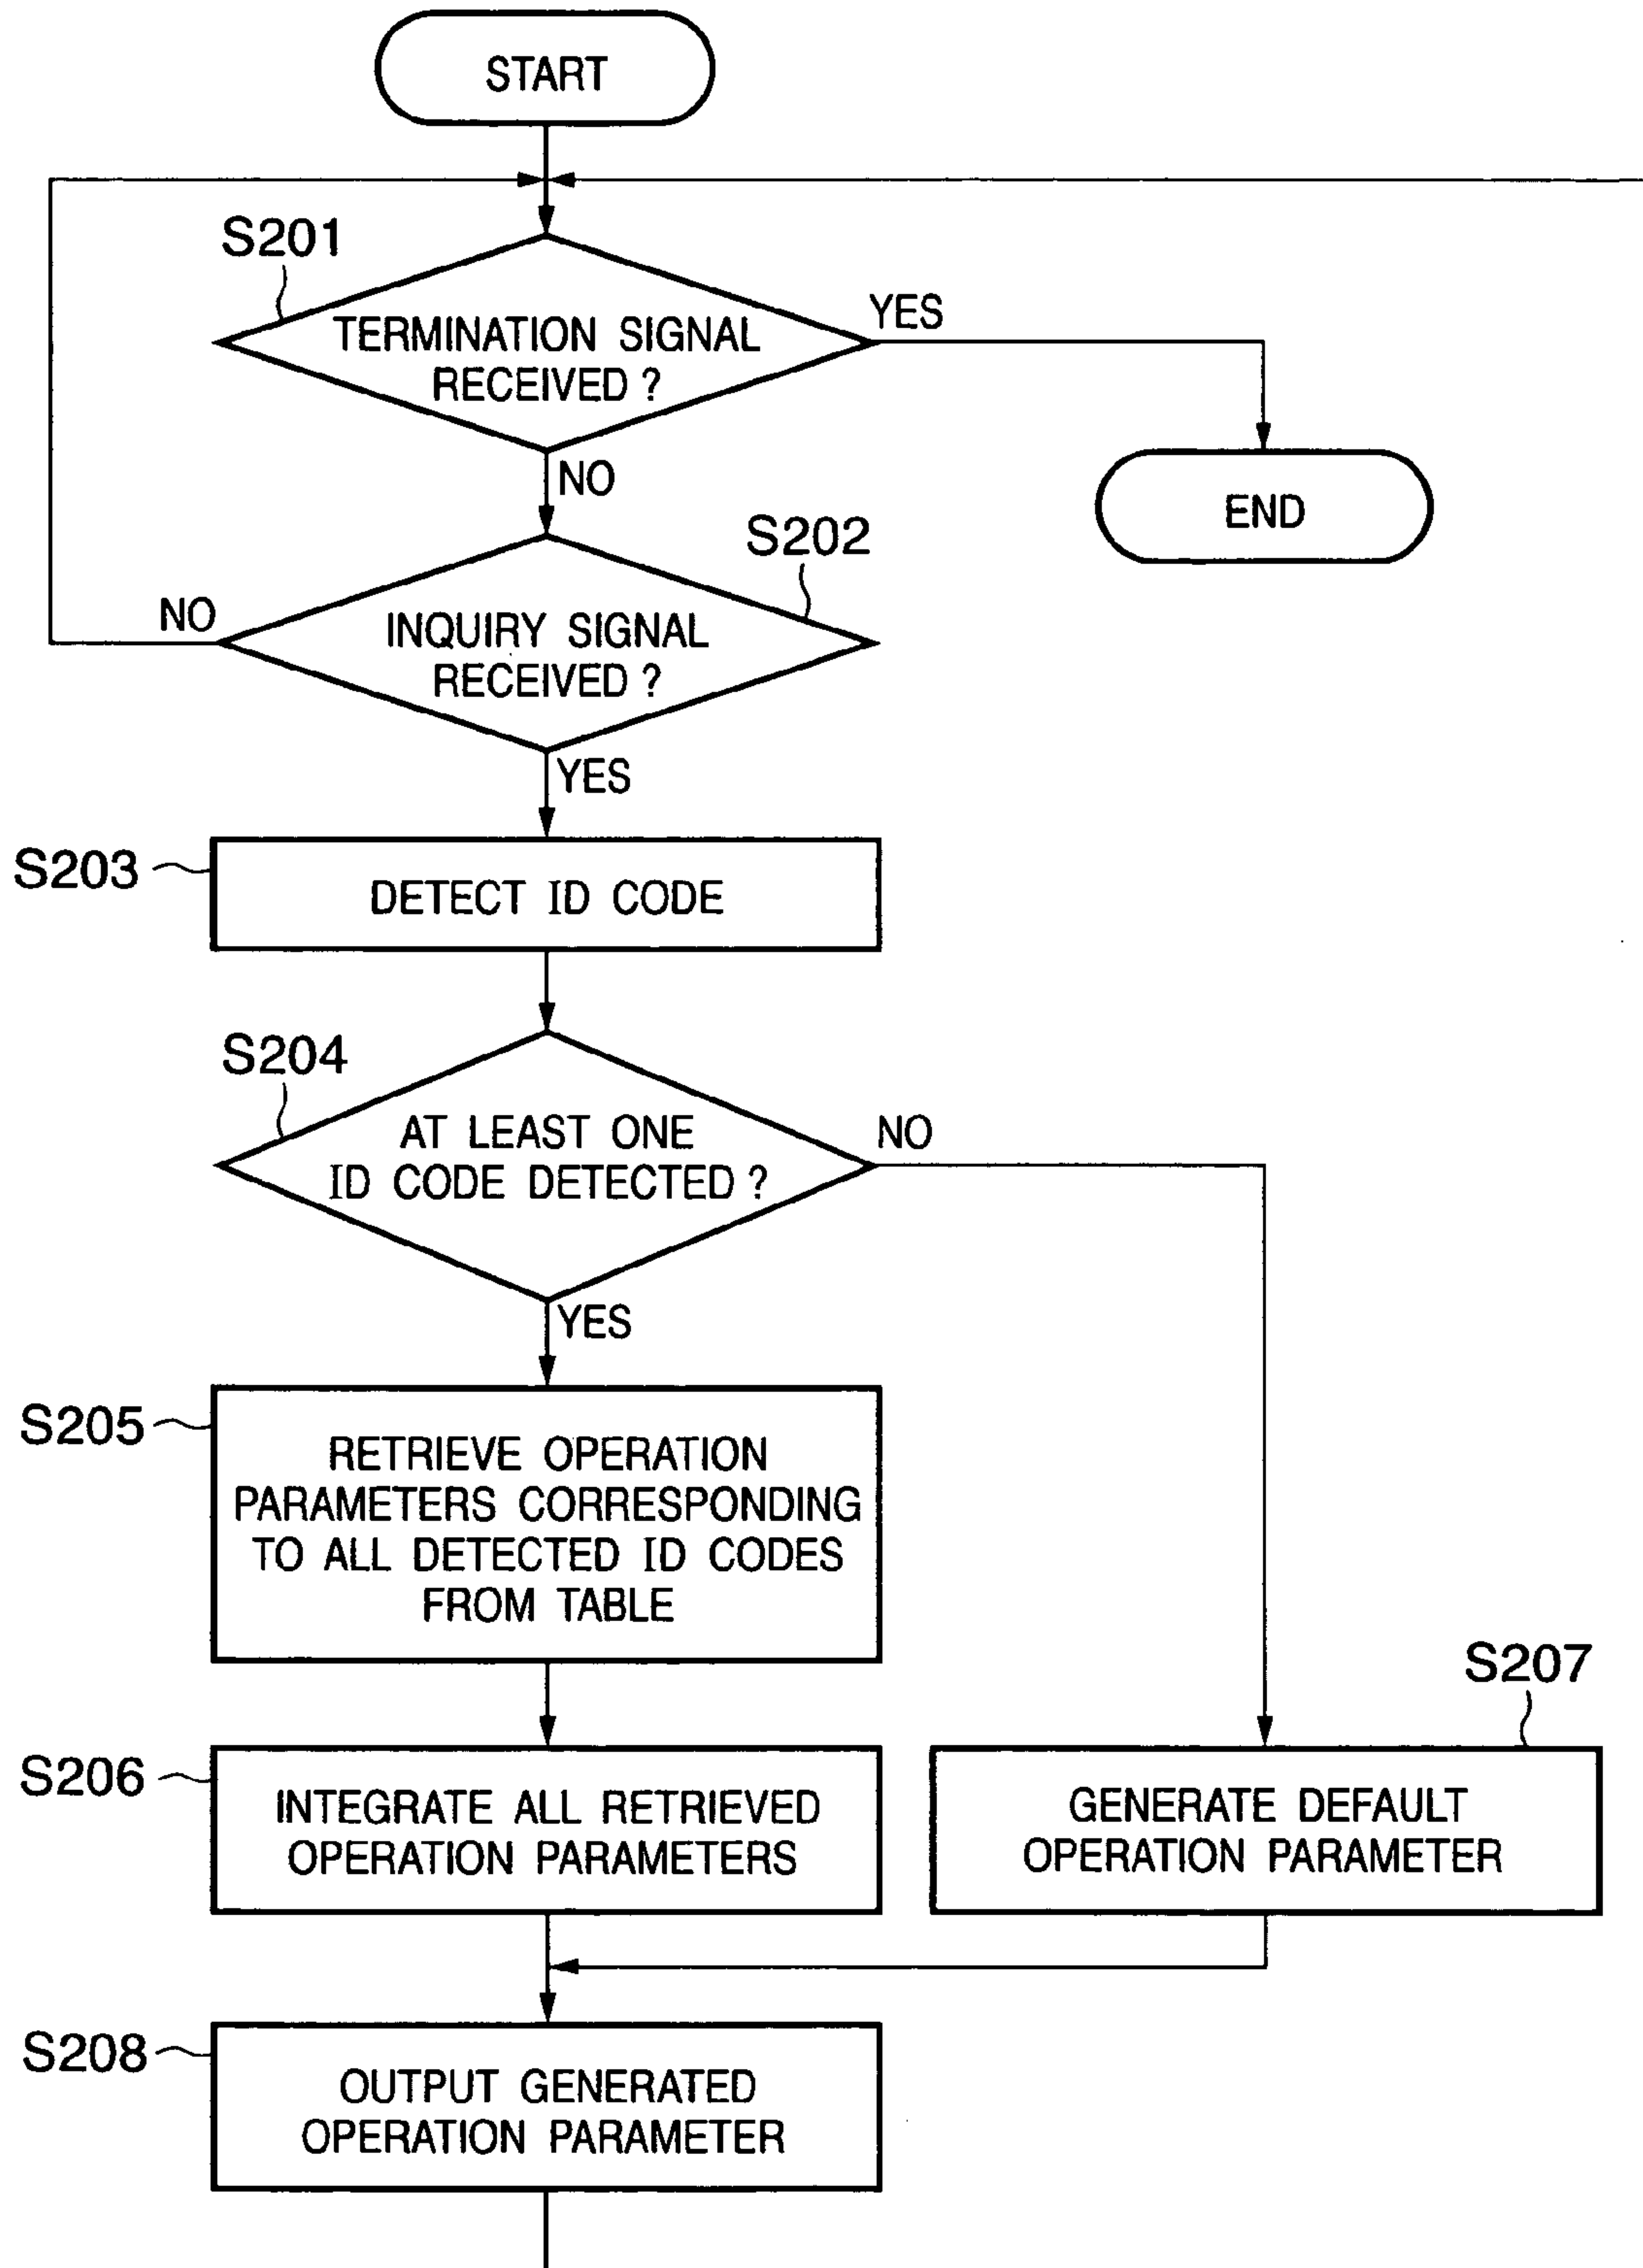 START
S201
TERMINATION SIGNAL
RECEIVED ?
YES
NO
END
S202
INQUIRY SIGNAL
RECEIVED ?
NO
YES
S203
DETECT ID CODE
S204
AT LEAST ONE
ID CODE DETECTED ?
NO
YES
S205
RETRIEVE OPERATION
PARAMETERS CORRESPONDING
TO ALL DETECTED ID CODES
FROM TABLE
S206
INTEGRATE ALL RETRIEVED
OPERATION PARAMETERS
S207
GENERATE DEFAULT
OPERATION PARAMETER
S208
OUTPUT GENERATED
OPERATION PARAMETER